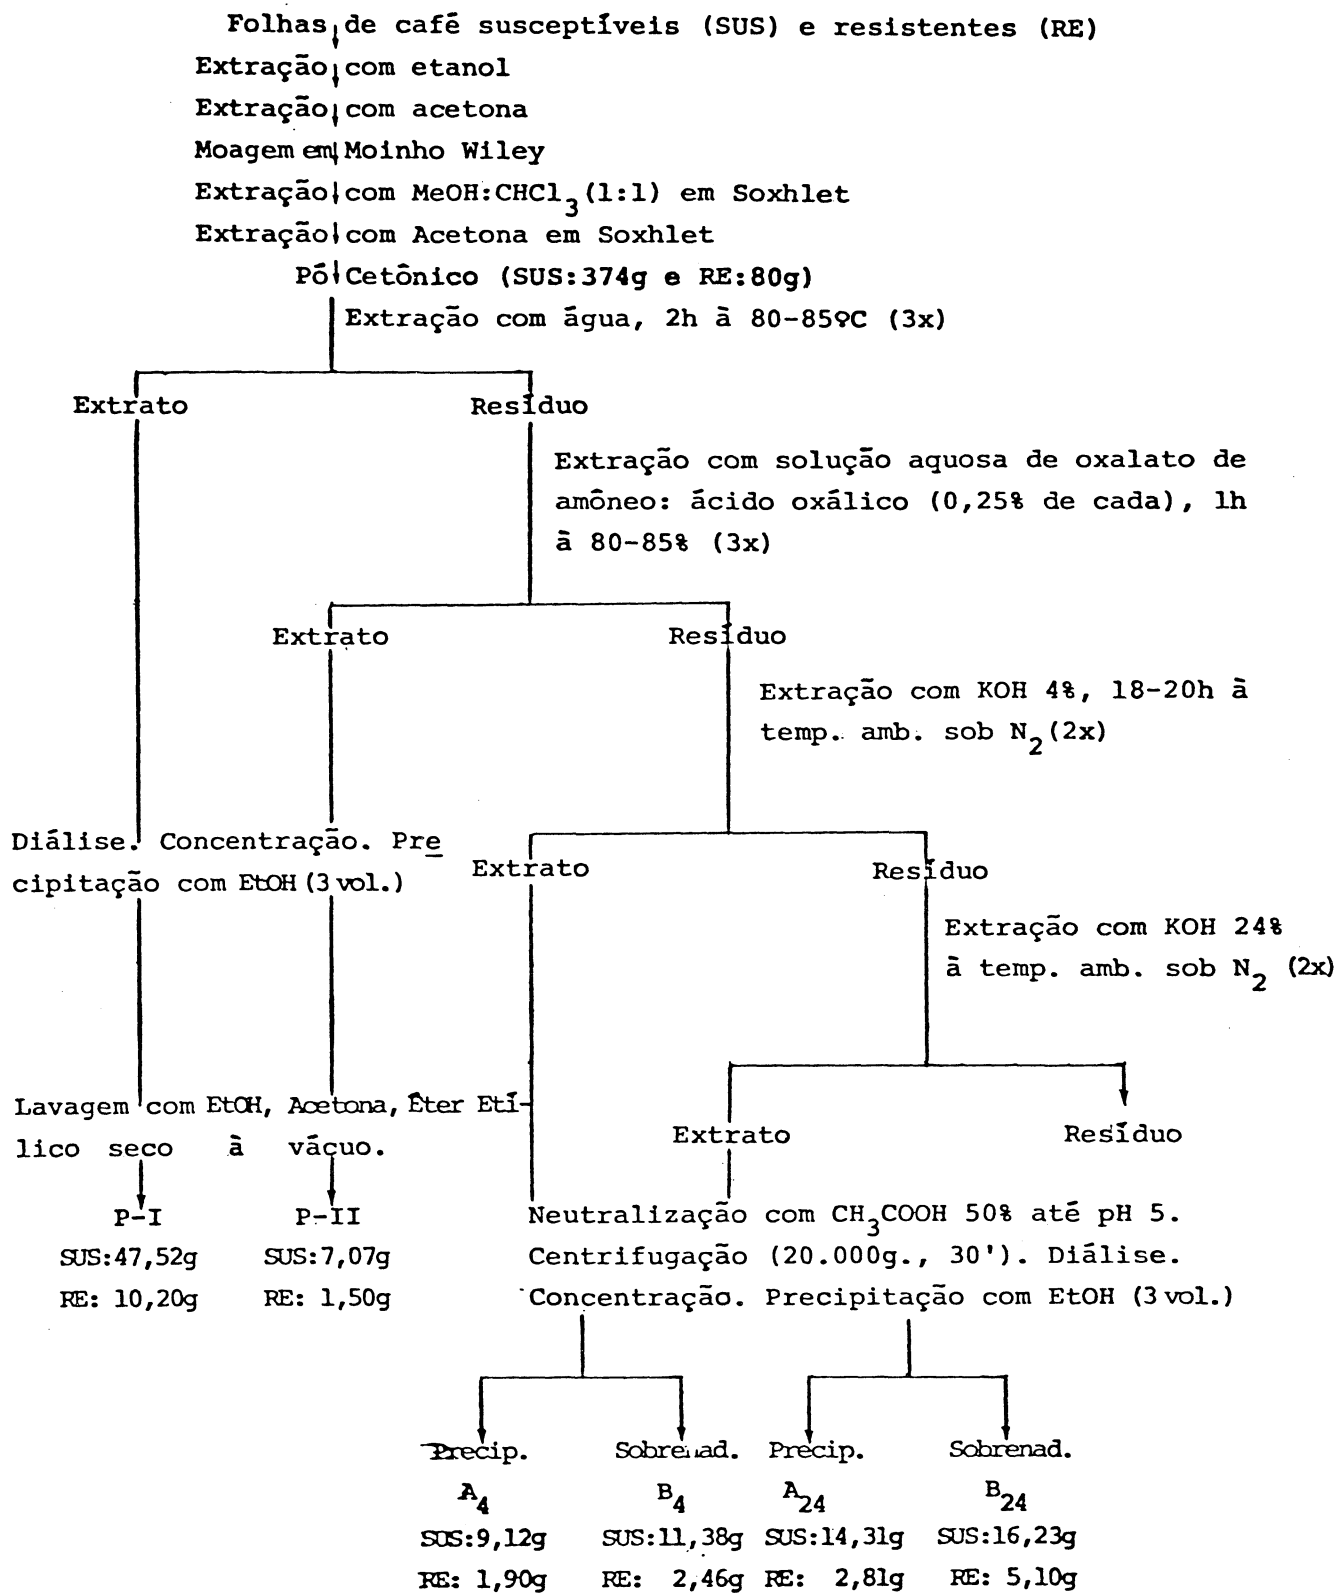 Folhas de café susceptíveis (SUS) e resistentes (RE)
Extração com etanol
Extração com acetona
Moagem em Moinho Wiley
Extração com MeOH:CHCl3(1:1) em Soxhlet
Extração com Acetona em Soxhlet
Pó Cetônico (SUS:374g e RE:80g)
Extração com água, 2h à 80-85ºC (3x)
Extrato
Resíduo
Extração com solução aquosa de oxalato de
amôneo: ácido oxálico (0,25% de cada), 1h
à 80-85% (3x)
Extrato
Resíduo
Extração com KOH 4%, 18-20h à
temp. amb. sob N2(2x)
Diálise. Concentração. Pre
cipitação com EtOH (3 vol.)
Extrato
Resíduo
Extração com KOH 24%
à temp. amb. sob N2 (2x)
Lavagem com EtOH, Acetona, Éter Etí-
lico seco à vácuo.
Extrato
Resíduo
P-I
SUS:47,52g
RE: 10,20g
P-II
SUS:7,07g
RE: 1,50g
Neutralização com CH3COOH 50% até pH 5.
Centrifugação (20.000g., 30'). Diálise.
Concentração. Precipitação com EtOH (3 vol.)
Precip.
A4
SUS:9,12g
RE: 1,90g
Sobrenad.
B4
SUS:11,38g
RE: 2,46g
Precip.
A24
SUS:14,31g
RE: 2,81g
Sobrenad.
B24
SUS:16,23g
RE: 5,10g